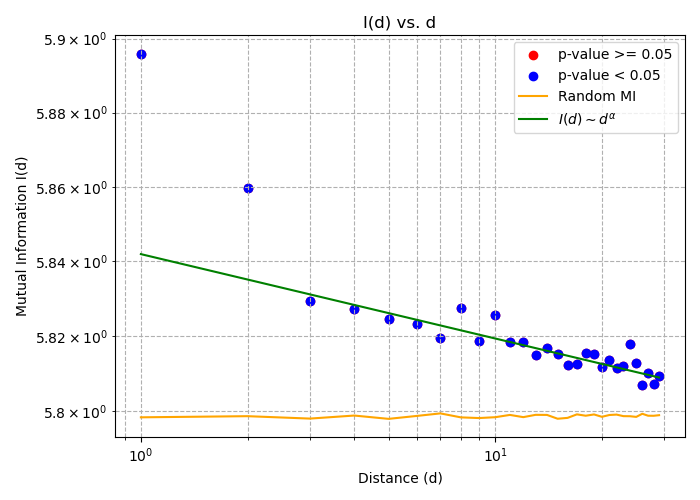 I(d) vs. d
5.9 × 10⁰
5.88 × 10⁰
5.86 × 10⁰
5.84 × 10⁰
5.82 × 10⁰
5.8 × 10⁰
Mutual Information I(d)
p-value >= 0.05
p-value < 0.05
Random MI
I(d) ~ d^α
10⁰
10¹
Distance (d)